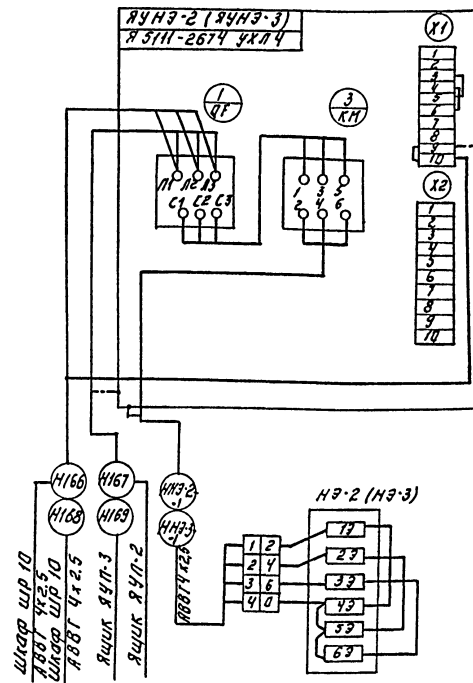 ЯУНЭ-2 (ЯУНЭ-3)
Я 5111-2674 УХЛ4
X1
1
2
3
4
5
6
7
8
9
10
1
QF
3
КМ
Л1 Л2 Л3
С1 С2 С3
1 3 5
2 4 6
X2
1
2
3
4
5
6
7
8
9
10
Н166
Н167
Н168
Н169
ННЭ-2
-1
ННЭ-3
-1
Шкаф ШР 10
АВВГ 4х2,5
Шкаф ШР 10
АВВГ 4х2,5
Ящик ЯУП-3
Ящик ЯУП-2
АВВГ 4х2,5
1 2
2 4
3 6
4 0
НЭ-2 (НЭ-3)
1Э
2Э
3Э
4Э
5Э
6Э